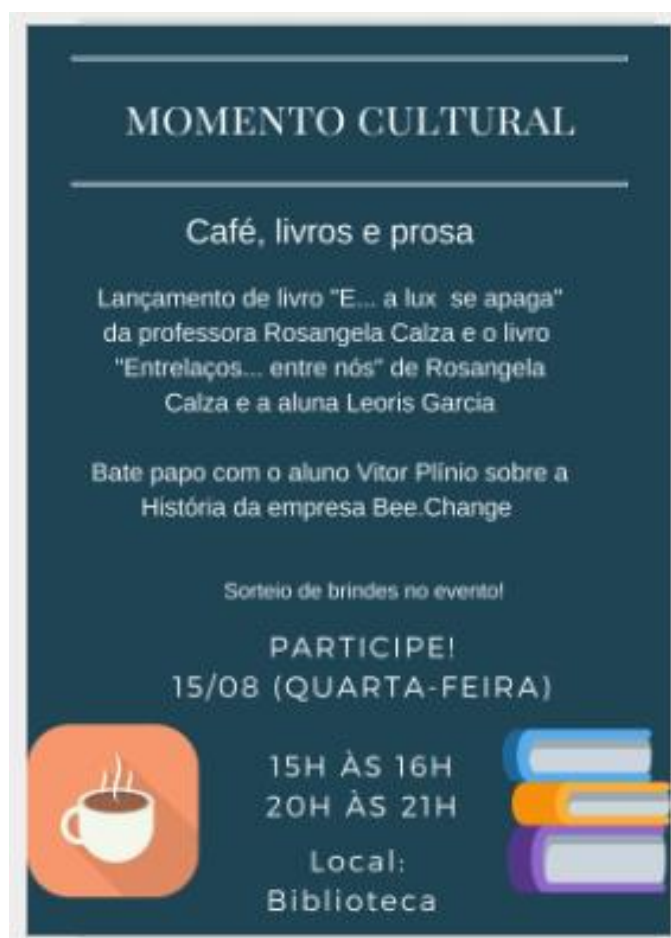 MOMENTO CULTURAL
Café, livros e prosa
Lançamento de livro "E... a lux se apaga"
da professora Rosangela Calza e o livro
"Entrelaços... entre nós" de Rosangela
Calza e a aluna Leoris Garcia
Bate papo com o aluno Vitor Plínio sobre a
História da empresa Bee.Change
Sorteio de brindes no evento!
PARTICIPE!
15/08 (QUARTA-FEIRA)
15H ÀS 16H
20H ÀS 21H
Local:
Biblioteca